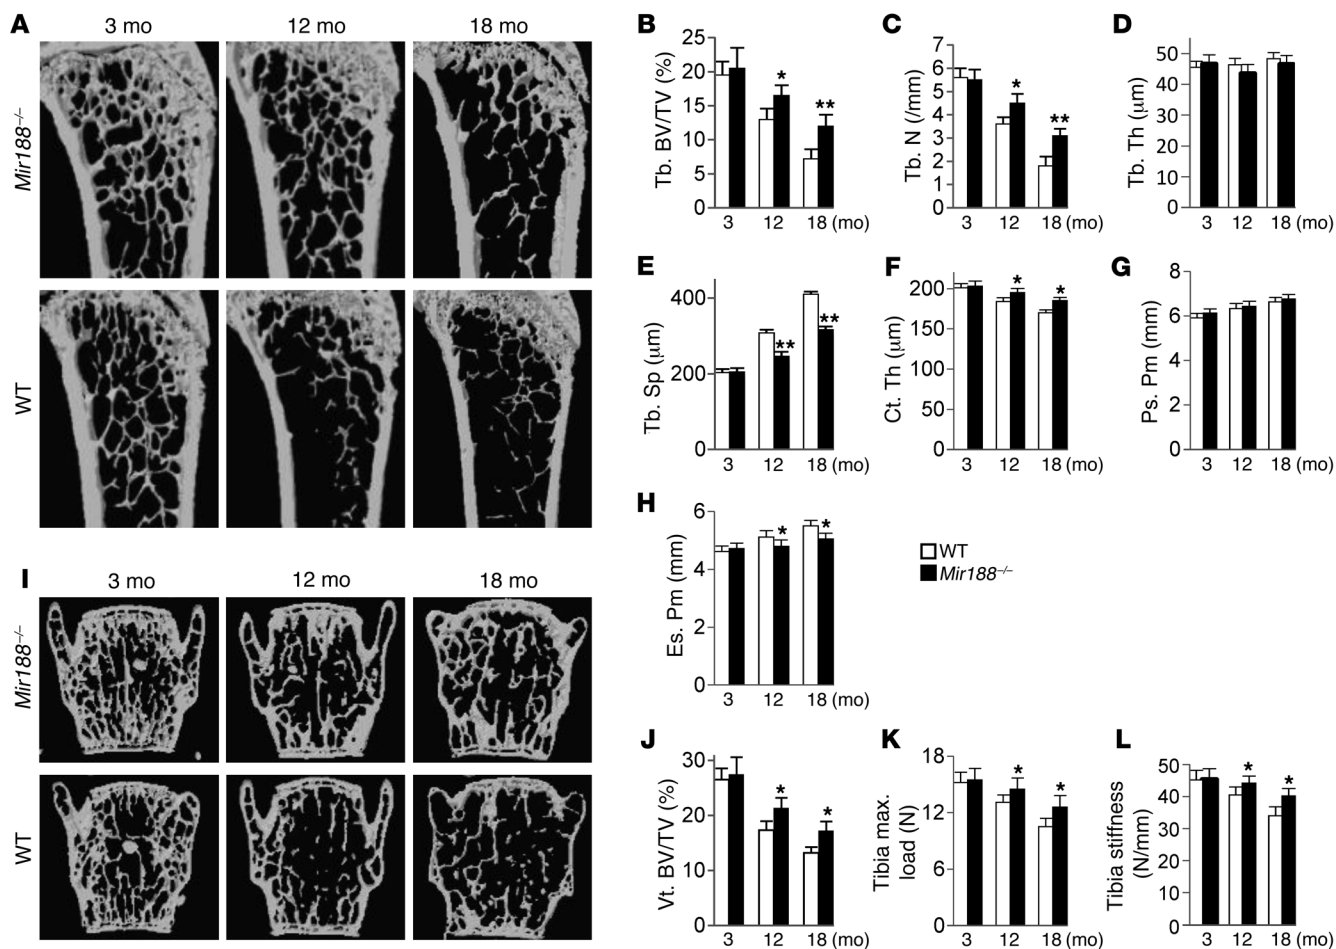 A
3 mo 12 mo 18 mo
Mir188–/–
WT
B
Tb. BV/TV (%)
25
20
15
10
5
0
3 12 18 (mo)
*
**
C
Tb. N (/mm)
7
6
5
4
3
2
1
0
3 12 18 (mo)
*
**
D
Tb. Th (μm)
50
40
30
20
10
0
3 12 18 (mo)
E
Tb. Sp (μm)
400
200
0
3 12 18 (mo)
**
**
F
Ct. Th (μm)
200
150
100
50
0
3 12 18 (mo)
*
*
G
Ps. Pm (mm)
8
6
4
2
0
3 12 18 (mo)
H
Es. Pm (mm)
6
4
2
0
3 12 18 (mo)
*
*
WT
Mir188–/–
I
3 mo 12 mo 18 mo
Mir188–/–
WT
J
Vt. BV/TV (%)
30
20
10
0
3 12 18 (mo)
*
*
K
Tibia max.
load (N)
18
12
6
0
3 12 18 (mo)
*
*
L
Tibia stiffness
(N/mm)
50
40
30
20
10
0
3 12 18 (mo)
*
*